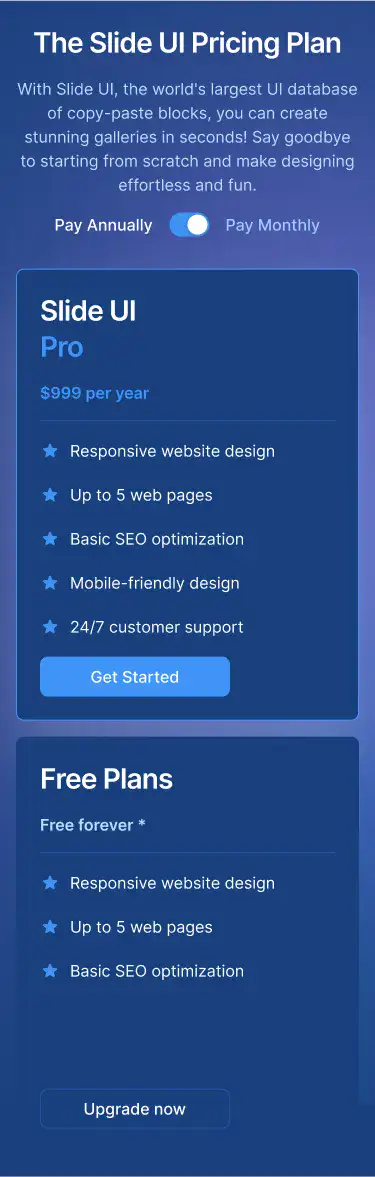 The Slide UI Pricing Plan
With Slide UI, the world's largest UI database
of copy-paste blocks, you can create
stunning galleries in seconds! Say goodbye
to starting from scratch and make designing
effortless and fun.
Pay Annually Pay Monthly
Slide UI
Pro
$999 per year
Responsive website design
Up to 5 web pages
Basic SEO optimization
Mobile-friendly design
24/7 customer support
Get Started
Free Plans
Free forever *
Responsive website design
Up to 5 web pages
Basic SEO optimization
Upgrade now